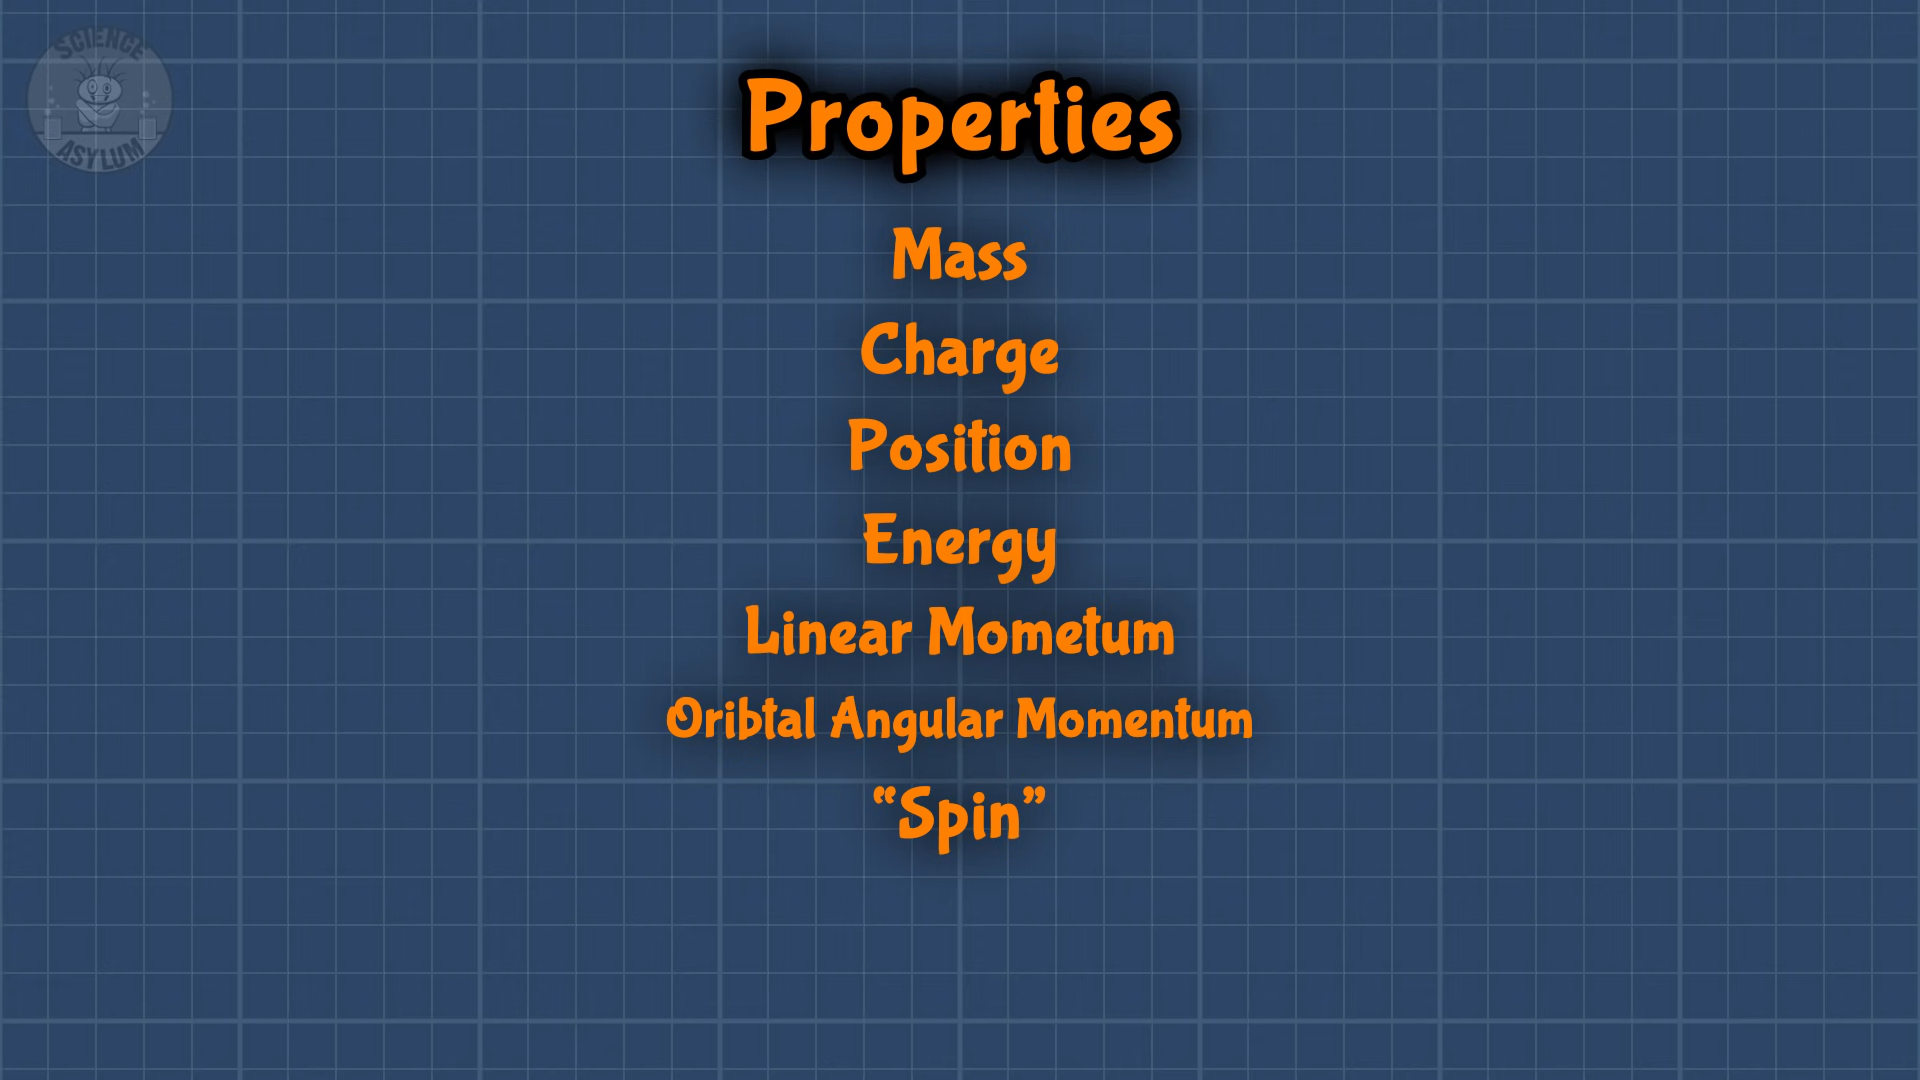 SCIENCE
ASYLUM
Properties
Mass
Charge
Position
Energy
Linear Mometum
Oribtal Angular Momentum
“Spin”